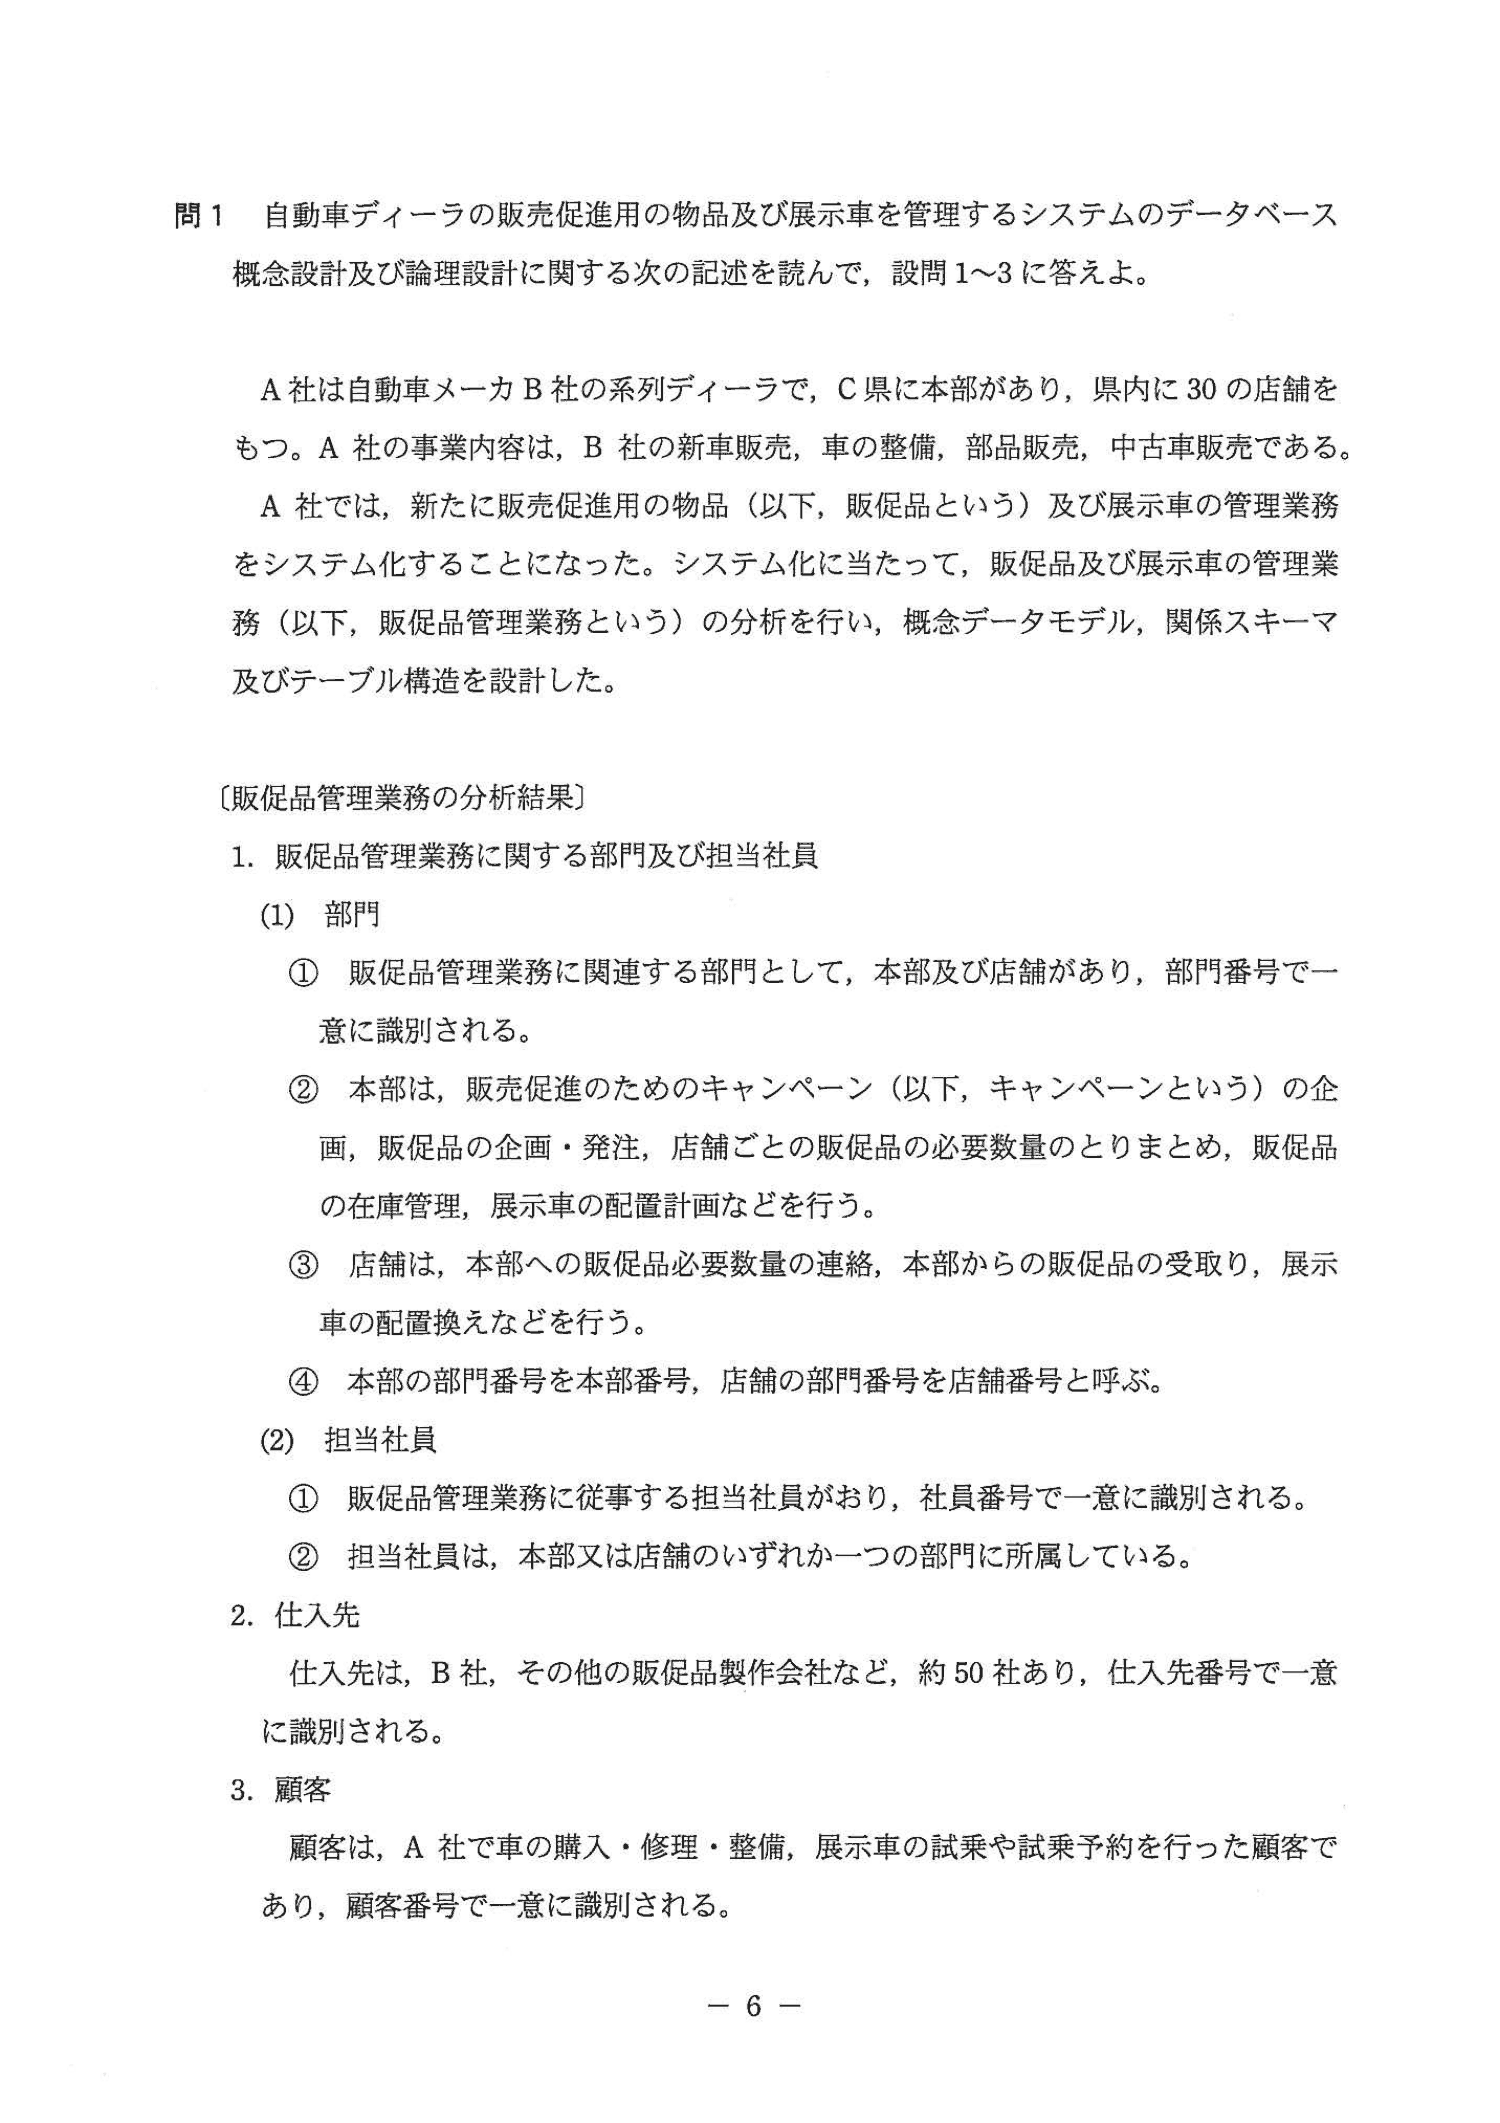 問1 自動車ディーラの販売促進用の物品及び展示車を管理するシステムのデータベース
概念設計及び論理設計に関する次の記述を読んで，設問1～3に答えよ。
A社は自動車メーカB社の系列ディーラで，C県に本部があり，県内に30の店舗を
もつ。A社の事業内容は，B社の新車販売，車の整備，部品販売，中古車販売である。
A社では，新たに販売促進用の物品（以下，販促品という）及び展示車の管理業務
をシステム化することになった。システム化に当たって，販促品及び展示車の管理業
務（以下，販促品管理業務という）の分析を行い，概念データモデル，関係スキーマ
及びテーブル構造を設計した。
〔販促品管理業務の分析結果〕
1. 販促品管理業務に関する部門及び担当社員
(1) 部門
① 販促品管理業務に関連する部門として，本部及び店舗があり，部門番号で一
意に識別される。
② 本部は，販売促進のためのキャンペーン（以下，キャンペーンという）の企
画，販促品の企画・発注，店舗ごとの販促品の必要数量のとりまとめ，販促品
の在庫管理，展示車の配置計画などを行う。
③ 店舗は，本部への販促品必要数量の連絡，本部からの販促品の受取り，展示
車の配置換えなどを行う。
④ 本部の部門番号を本部番号，店舗の部門番号を店舗番号と呼ぶ。
(2) 担当社員
① 販促品管理業務に従事する担当社員がおり，社員番号で一意に識別される。
② 担当社員は，本部又は店舗のいずれか一つの部門に所属している。
2. 仕入先
仕入先は，B社，その他の販促品製作会社など，約50社あり，仕入先番号で一意
に識別される。
3. 顧客
顧客は，A社で車の購入・修理・整備，展示車の試乗や試乗予約を行った顧客で
あり，顧客番号で一意に識別される。
－ 6 －